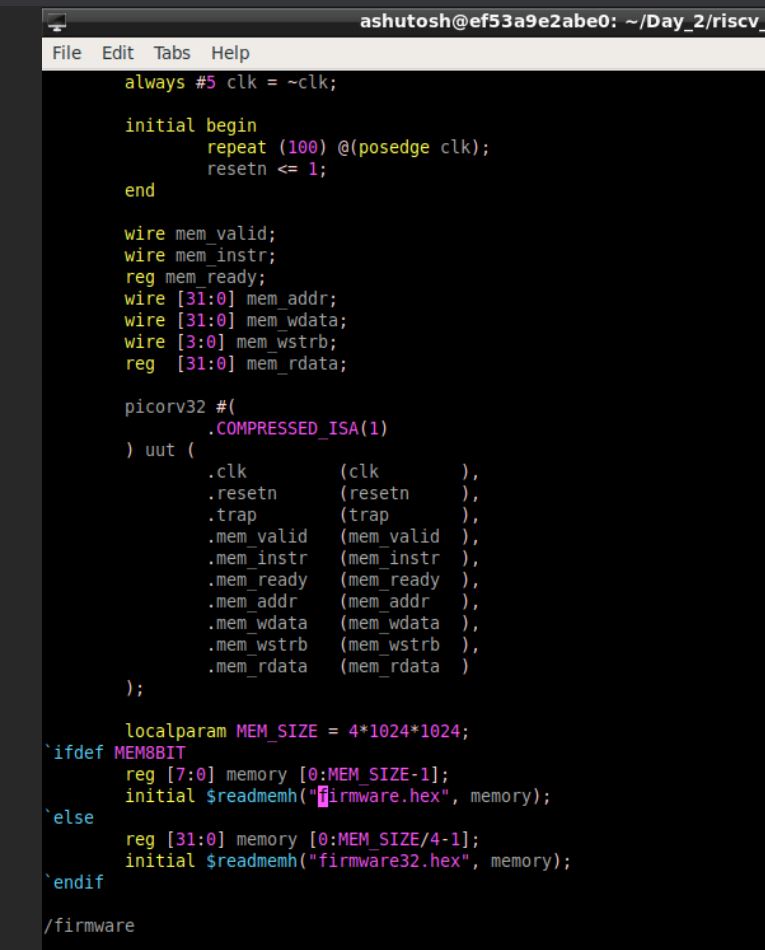 ashutosh@ef53a9e2abe0: ~/Day_2/riscv_
File Edit Tabs Help
always #5 clk = ~clk;
initial begin
repeat (100) @(posedge clk);
resetn <= 1;
end
wire mem_valid;
wire mem_instr;
reg mem_ready;
wire [31:0] mem_addr;
wire [31:0] mem_wdata;
wire [3:0] mem_wstrb;
reg  [31:0] mem_rdata;
picorv32 #(
.COMPRESSED_ISA(1)
) uut (
.clk         (clk        ),
.resetn      (resetn     ),
.trap        (trap       ),
.mem_valid   (mem_valid  ),
.mem_instr   (mem_instr  ),
.mem_ready   (mem_ready  ),
.mem_addr    (mem_addr   ),
.mem_wdata   (mem_wdata  ),
.mem_wstrb   (mem_wstrb  ),
.mem_rdata   (mem_rdata  )
);
localparam MEM_SIZE = 4*1024*1024;
`ifdef MEM8BIT
reg [7:0] memory [0:MEM_SIZE-1];
initial $readmemh("firmware.hex", memory);
`else
reg [31:0] memory [0:MEM_SIZE/4-1];
initial $readmemh("firmware32.hex", memory);
`endif
/firmware